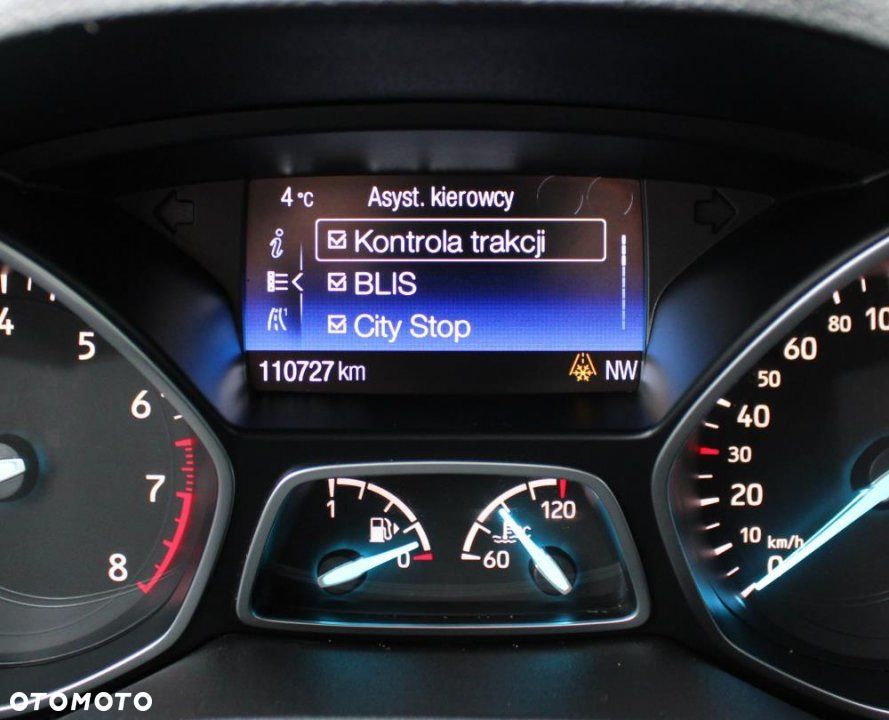 4°C Asyst. kierowcy
Kontrola trakcji
BLIS
City Stop
110727 km NW
4
5
6
7
8
1
0
60
120
°C
0
10
20
30
40
50
60
80
10
km/h
OTOMOTO